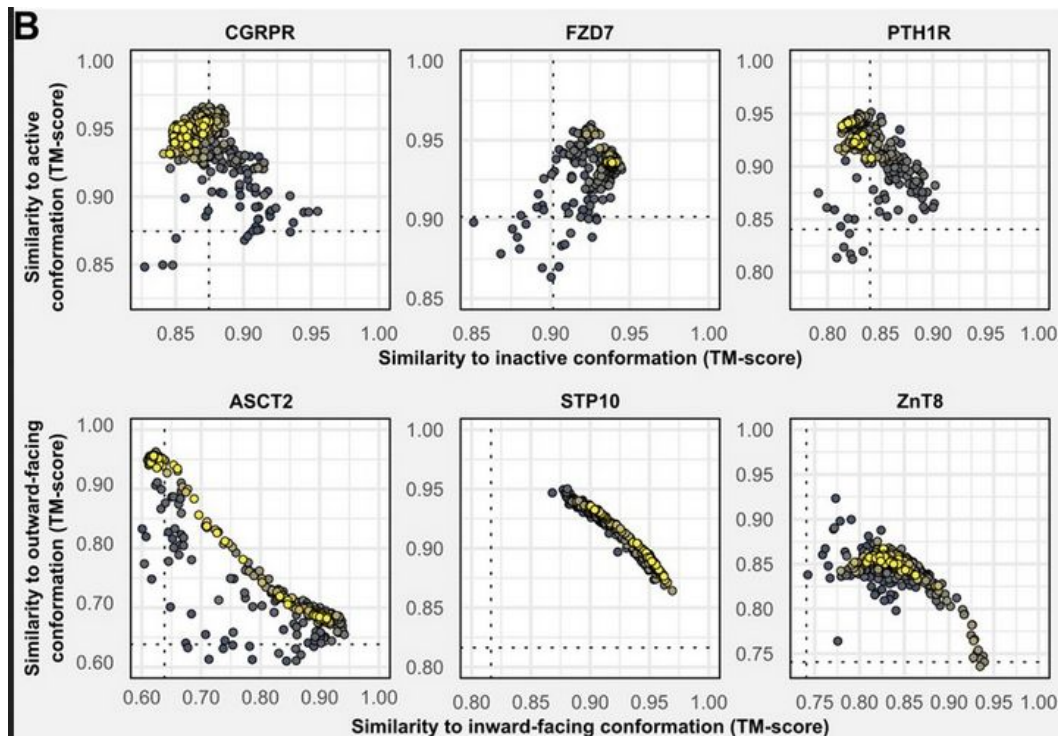 B
CGRPR
FZD7
PTH1R
Similarity to active
conformation (TM-score)
1.00
0.95
0.90
0.85
1.00
0.95
0.90
0.85
1.00
0.95
0.90
0.85
0.80
0.85 0.90 0.95 1.00
0.85 0.90 0.95 1.00
0.80 0.85 0.90 0.95 1.00
Similarity to inactive conformation (TM-score)
ASCT2
STP10
ZnT8
Similarity to outward-facing
conformation (TM-score)
1.00
0.90
0.80
0.70
0.60
1.00
0.95
0.90
0.85
0.80
1.00
0.95
0.90
0.85
0.80
0.75
0.60 0.70 0.80 0.90 1.00
0.80 0.85 0.90 0.95 1.00
0.75 0.80 0.85 0.90 0.95 1.00
Similarity to inward-facing conformation (TM-score)